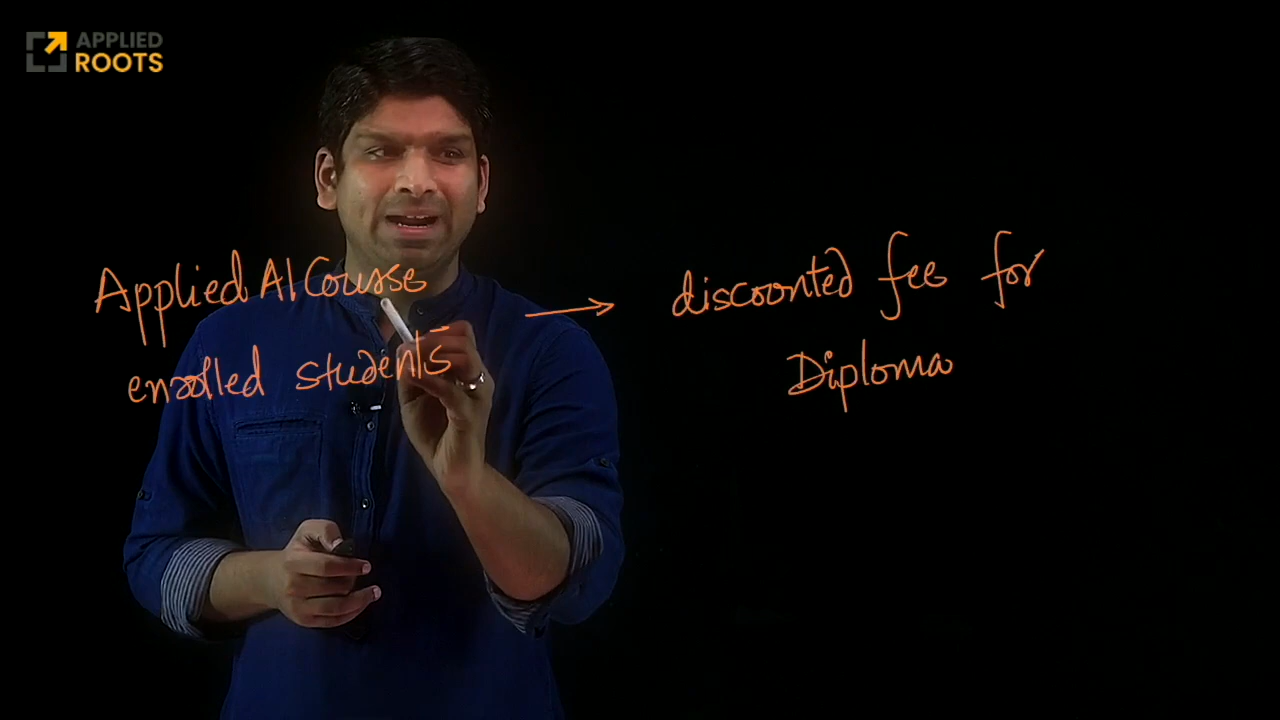 APPLIED
ROOTS
Applied AI Course → discounted fee for
enrolled students Diploma